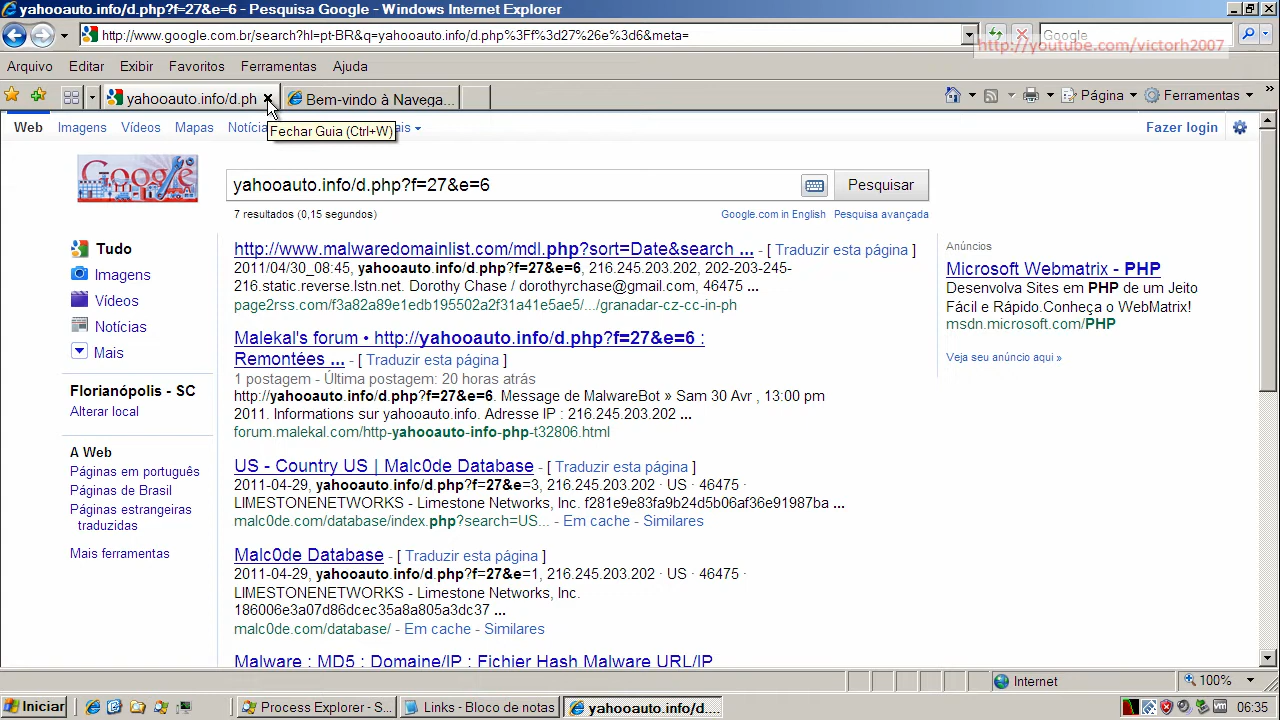 yahooauto.info/d.php?f=27&e=6 - Pesquisa Google - Windows Internet Explorer
http://www.google.com.br/search?hl=pt-BR&q=yahooauto.info/d.php%3Ff%3d27%26e%3d6&meta=
Google
http://youtube.com/victorh2007
Arquivo Editar Exibir Favoritos Ferramentas Ajuda
yahooauto.info/d.ph
Bem-vindo à Navega...
Página
Ferramentas
Fechar Guia (Ctrl+W)
Web Imagens Vídeos Mapas Notícia ais
Fazer login
Google
yahooauto.info/d.php?f=27&e=6
Pesquisar
7 resultados (0,15 segundos)
Google.com in English Pesquisa avançada
Tudo
Imagens
Vídeos
Notícias
Mais
Florianópolis - SC
Alterar local
A Web
Páginas em português
Páginas de Brasil
Páginas estrangeiras
traduzidas
Mais ferramentas
http://www.malwaredomainlist.com/mdl.php?sort=Date&search ... - [ Traduzir esta página ]
2011/04/30_08:45, yahooauto.info/d.php?f=27&e=6, 216.245.203.202, 202-203-245-
216.static.reverse.lstn.net. Dorothy Chase / dorothyrchase@gmail.com, 46475 ...
page2rss.com/f3a82a89e1edb195502a2f31a41e5ae5/.../granadar-cz-cc-in-ph
Malekal's forum • http://yahooauto.info/d.php?f=27&e=6 :
Remontées ... - [ Traduzir esta página ]
1 postagem - Última postagem: 20 horas atrás
http://yahooauto.info/d.php?f=27&e=6. Message de MalwareBot » Sam 30 Avr , 13:00 pm
2011. Informations sur yahooauto.info. Adresse IP : 216.245.203.202 ...
forum.malekal.com/http-yahooauto-info-php-t32806.html
US - Country US | Malc0de Database - [ Traduzir esta página ]
2011-04-29, yahooauto.info/d.php?f=27&e=3, 216.245.203.202 · US · 46475 ·
LIMESTONENETWORKS - Limestone Networks, Inc. f281e9e83fa9b24d5b06af36e91987ba ...
malc0de.com/database/index.php?search=US... - Em cache - Similares
Malc0de Database - [ Traduzir esta página ]
2011-04-29, yahooauto.info/d.php?f=27&e=1, 216.245.203.202 · US · 46475 ·
LIMESTONENETWORKS - Limestone Networks, Inc.
186006e3a07d86dcec35a8a805a3dc37 ...
malc0de.com/database/ - Em cache - Similares
Malware : MD5 : Domaine/IP : Fichier Hash Malware URL/IP
Anúncios
Microsoft Webmatrix - PHP
Desenvolva Sites em PHP de um Jeito
Fácil e Rápido.Conheça o WebMatrix!
msdn.microsoft.com/PHP
Veja seu anúncio aqui »
Internet
100%
Iniciar
Process Explorer - S...
Links - Bloco de notas
yahooauto.info/d....
06:35